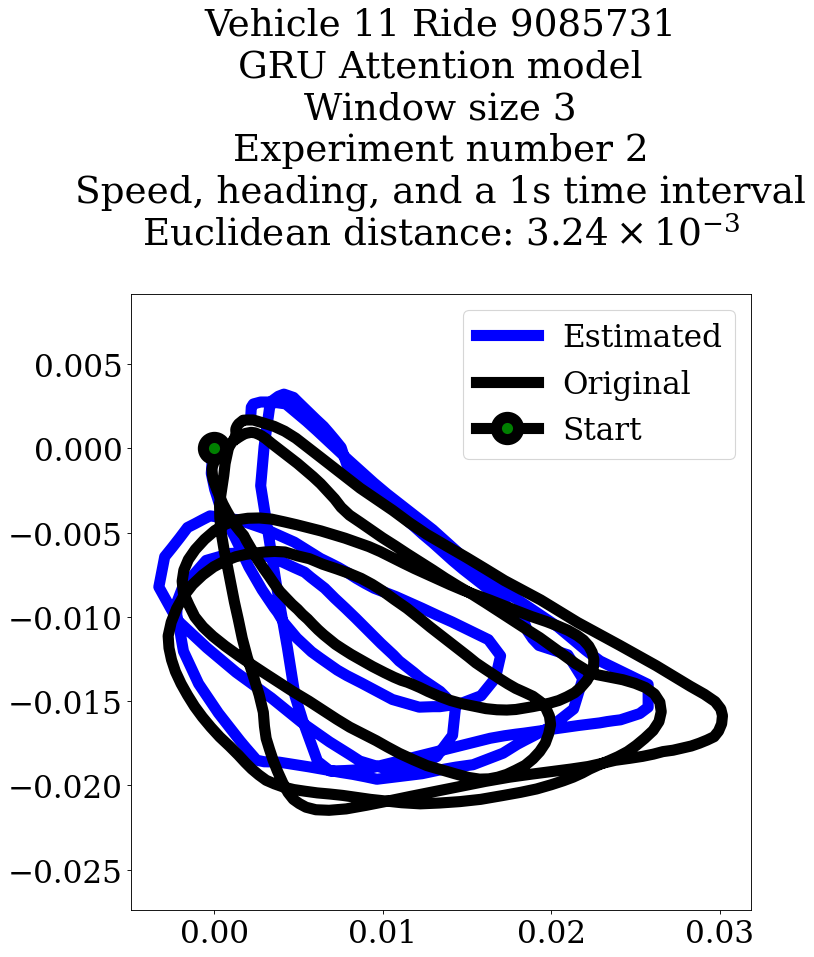 Vehicle 11 Ride 9085731
GRU Attention model
Window size 3
Experiment number 2
Speed, heading, and a 1s time interval
Euclidean distance: 3.24 × 10⁻³
Estimated
Original
Start
0.005
0.000
−0.005
−0.010
−0.015
−0.020
−0.025
0.00 0.01 0.02 0.03